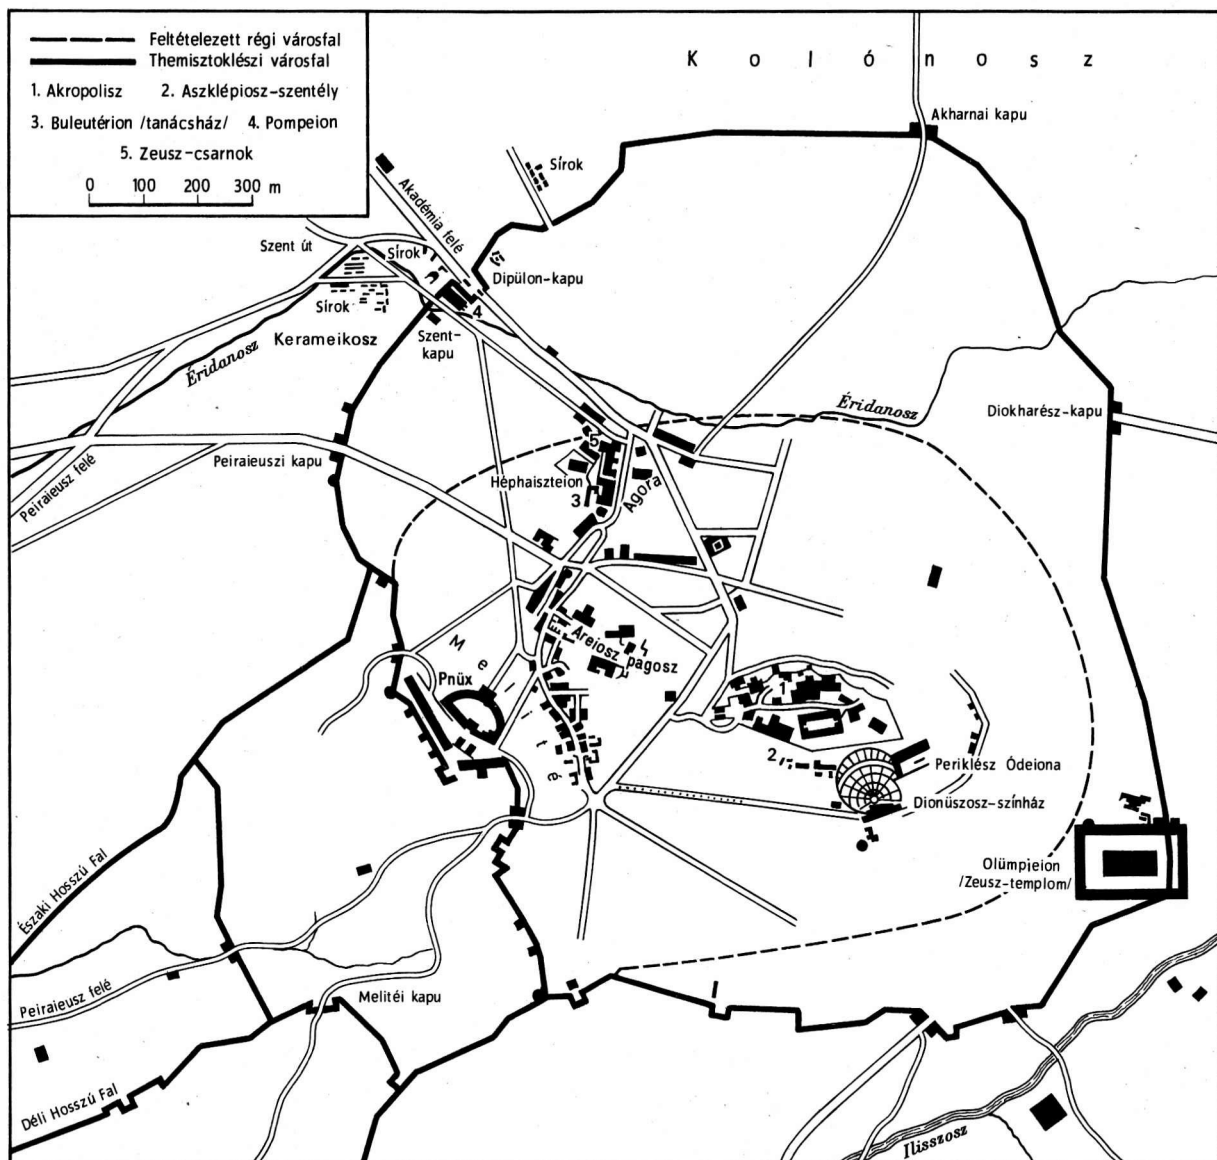 Feltételezett régi városfal
Themisztoklészi városfal
1. Akropolisz 2. Aszklépiosz-szentély
3. Buleutérion /tanácsház/ 4. Pompeion
5. Zeusz-csarnok
0 100 200 300 m
Kolónosz
Akharnai kapu
Sírok
Akadémia felé
Szent út
Sírok
Dipülon-kapu
Sírok
4
Kerameikosz
Szent-
kapu
Éridanosz
Éridanosz
Diokharész-kapu
Peiraieuszi kapu
5
Peiraieusz felé
Héphaiszteion
3
Agora
Areiosz
pagosz
Melité
Pnüx
1
2
Periklész Ódeiona
Dionüszosz-színház
Olümpieion
/Zeusz-templom/
Északi Hosszú Fal
Peiraieusz felé
Melitéi kapu
Déli Hosszú Fal
Ilisszosz